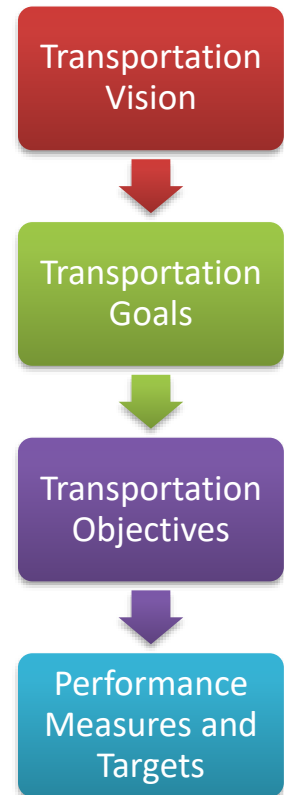 Transportation
Vision
Transportation
Goals
Transportation
Objectives
Performance
Measures and
Targets